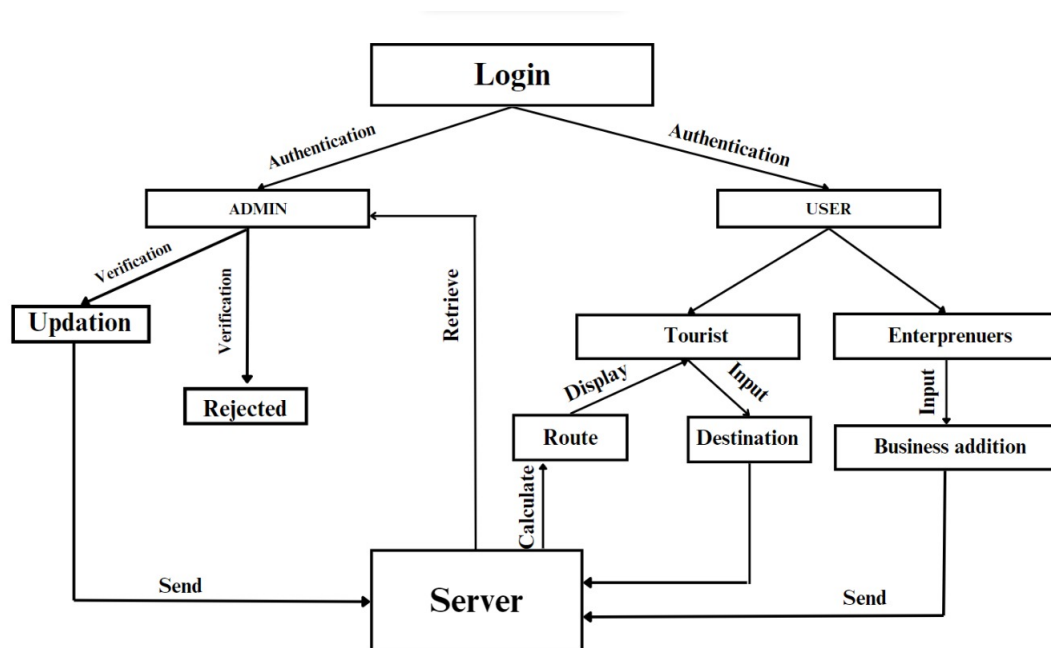 Login
Authentication
Authentication
ADMIN
USER
Verification
Verification
Retrieve
Updation
Tourist
Enterprenuers
Display
Input
Input
Rejected
Route
Destination
Business addition
Calculate
Send
Server
Send